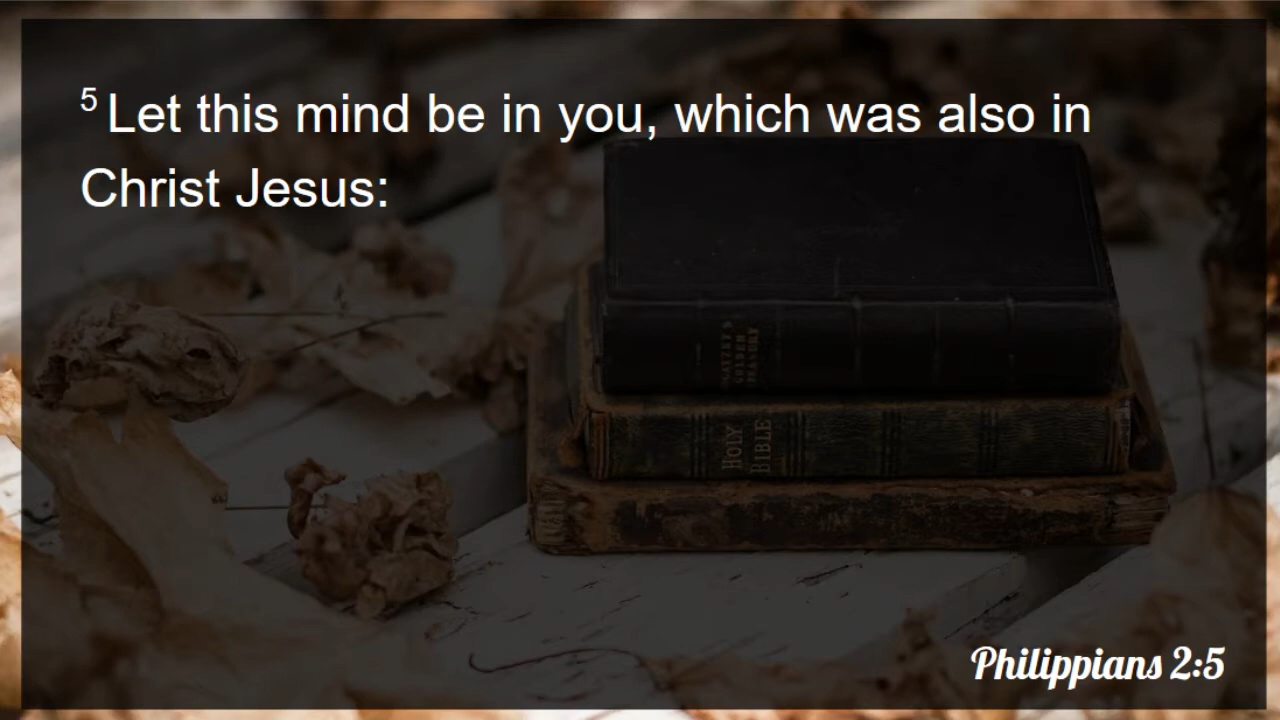 5 Let this mind be in you, which was also in
Christ Jesus:
HOLY
BIBLE
Philippians 2:5